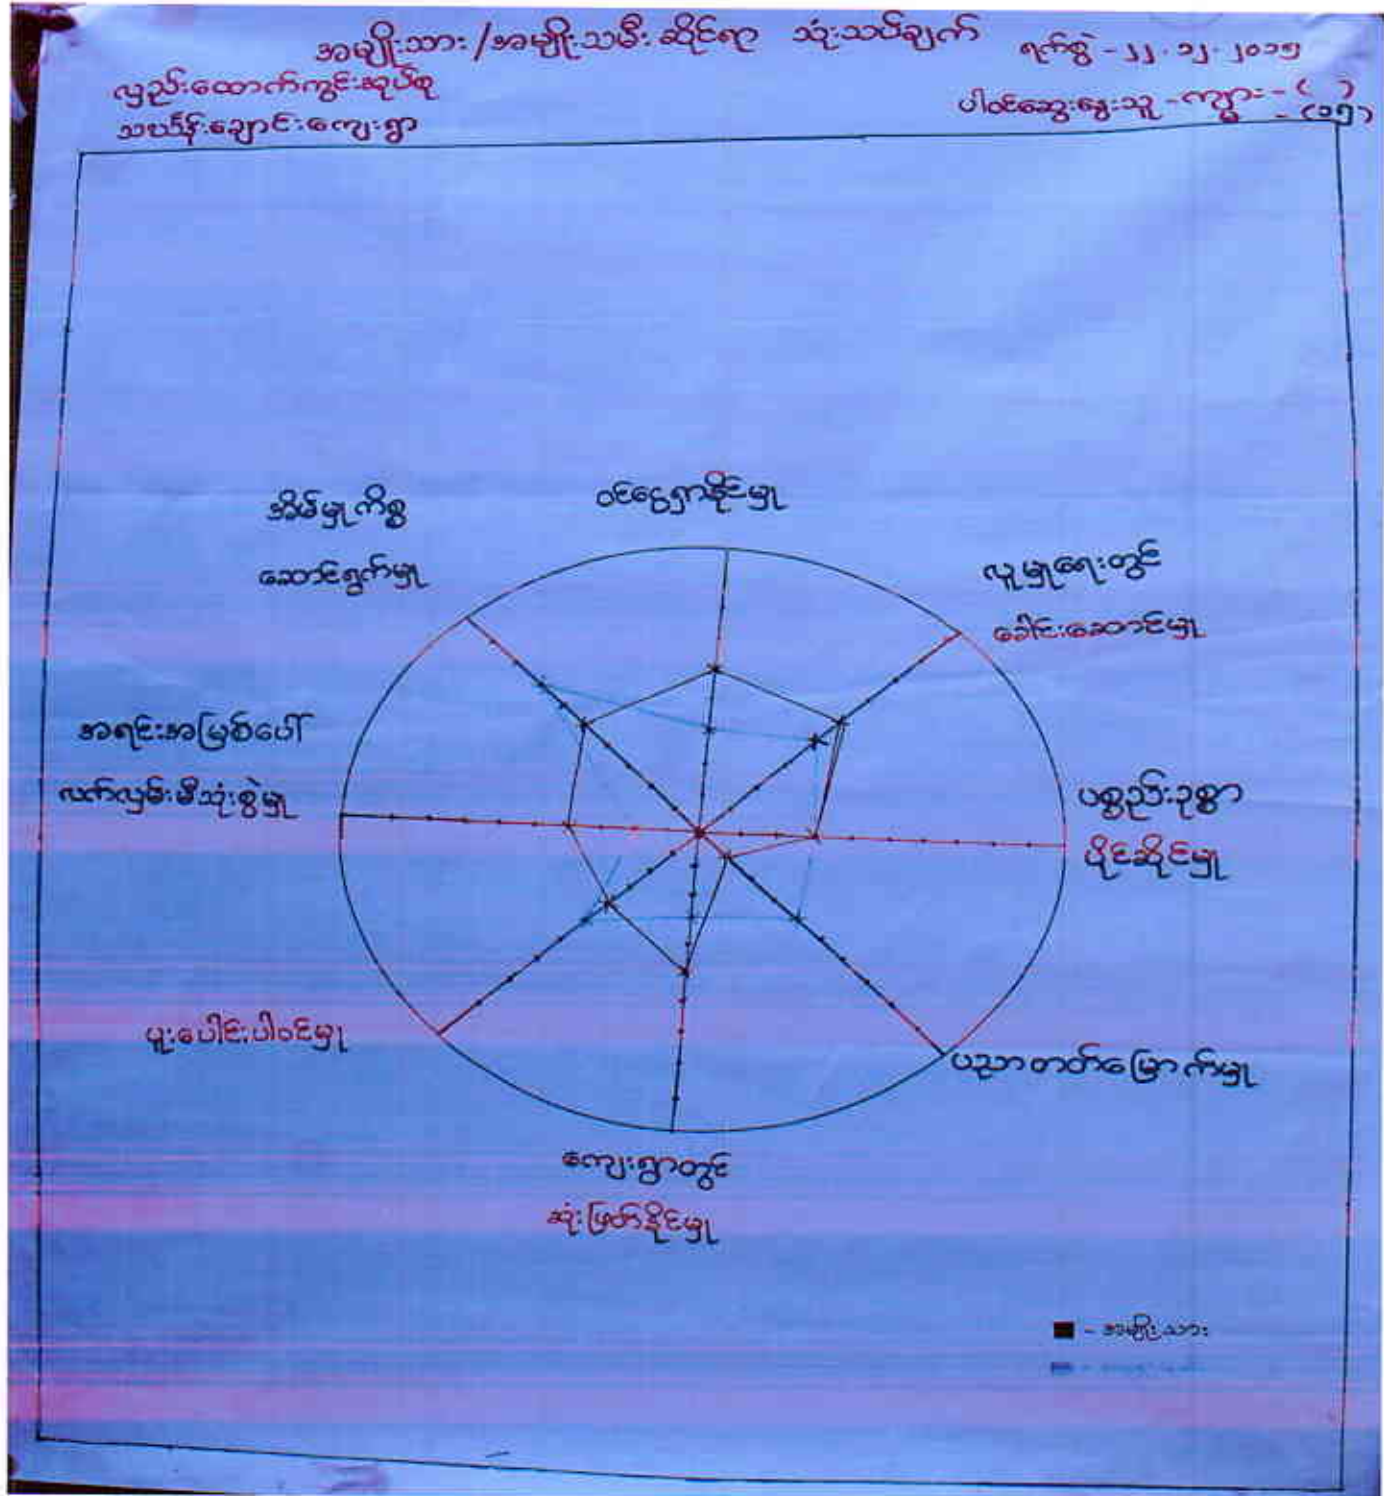 အမျိုးသား/အမျိုးသမီးဆိုင်ရာ သုံးသပ်ချက်
ရက်စွဲ - ၂၂.၁၂.၂၀၁၅
လှည်းထောက်ကွင်းအုပ်စု
သင်္ဃန်းချောင်းကျေးရွာ
ပါဝင်ဆွေးနွေးသူ - ကျား - ( )
- (၁၅)
ဝင်ငွေရှာနိုင်မှု
အိမ်မှုကိစ္စ
ဆောင်ရွက်မှု
လူမှုရေးတွင်
ခေါင်းဆောင်မှု
အရင်းအမြစ်ပေါ်
လက်လှမ်းမီသုံးစွဲမှု
ပစ္စည်းဥစ္စာ
ပိုင်ဆိုင်မှု
ပူးပေါင်းပါဝင်မှု
ပညာတတ်မြောက်မှု
ကျေးရွာတွင်
ဆုံးဖြတ်နိုင်မှု
- အမျိုးသား